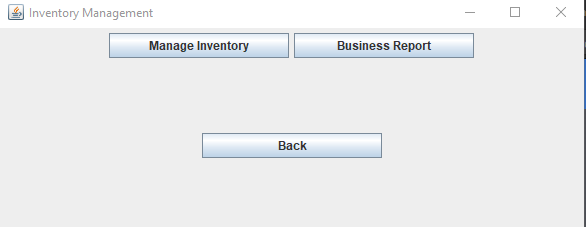 Inventory Management
Manage Inventory Business Report
Back